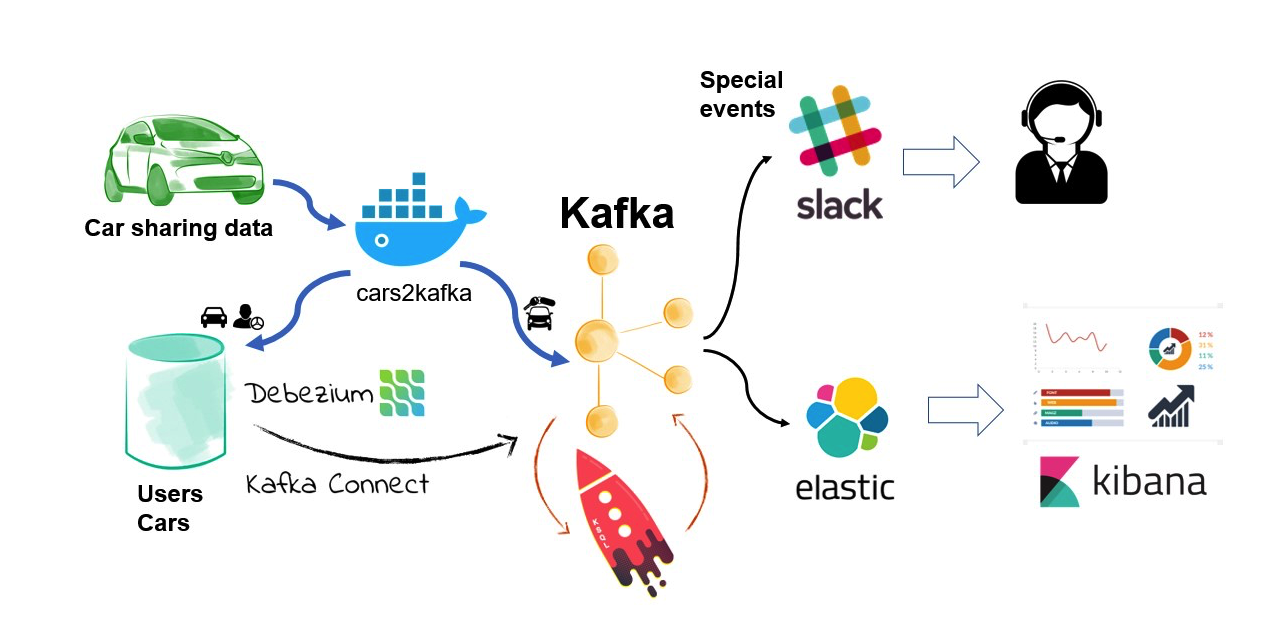 Special
events
slack
Kafka
Car sharing data
cars2kafka
Debezium
Kafka Connect
Users
Cars
KSQL
elastic
12%
31%
11%
25%
kibana